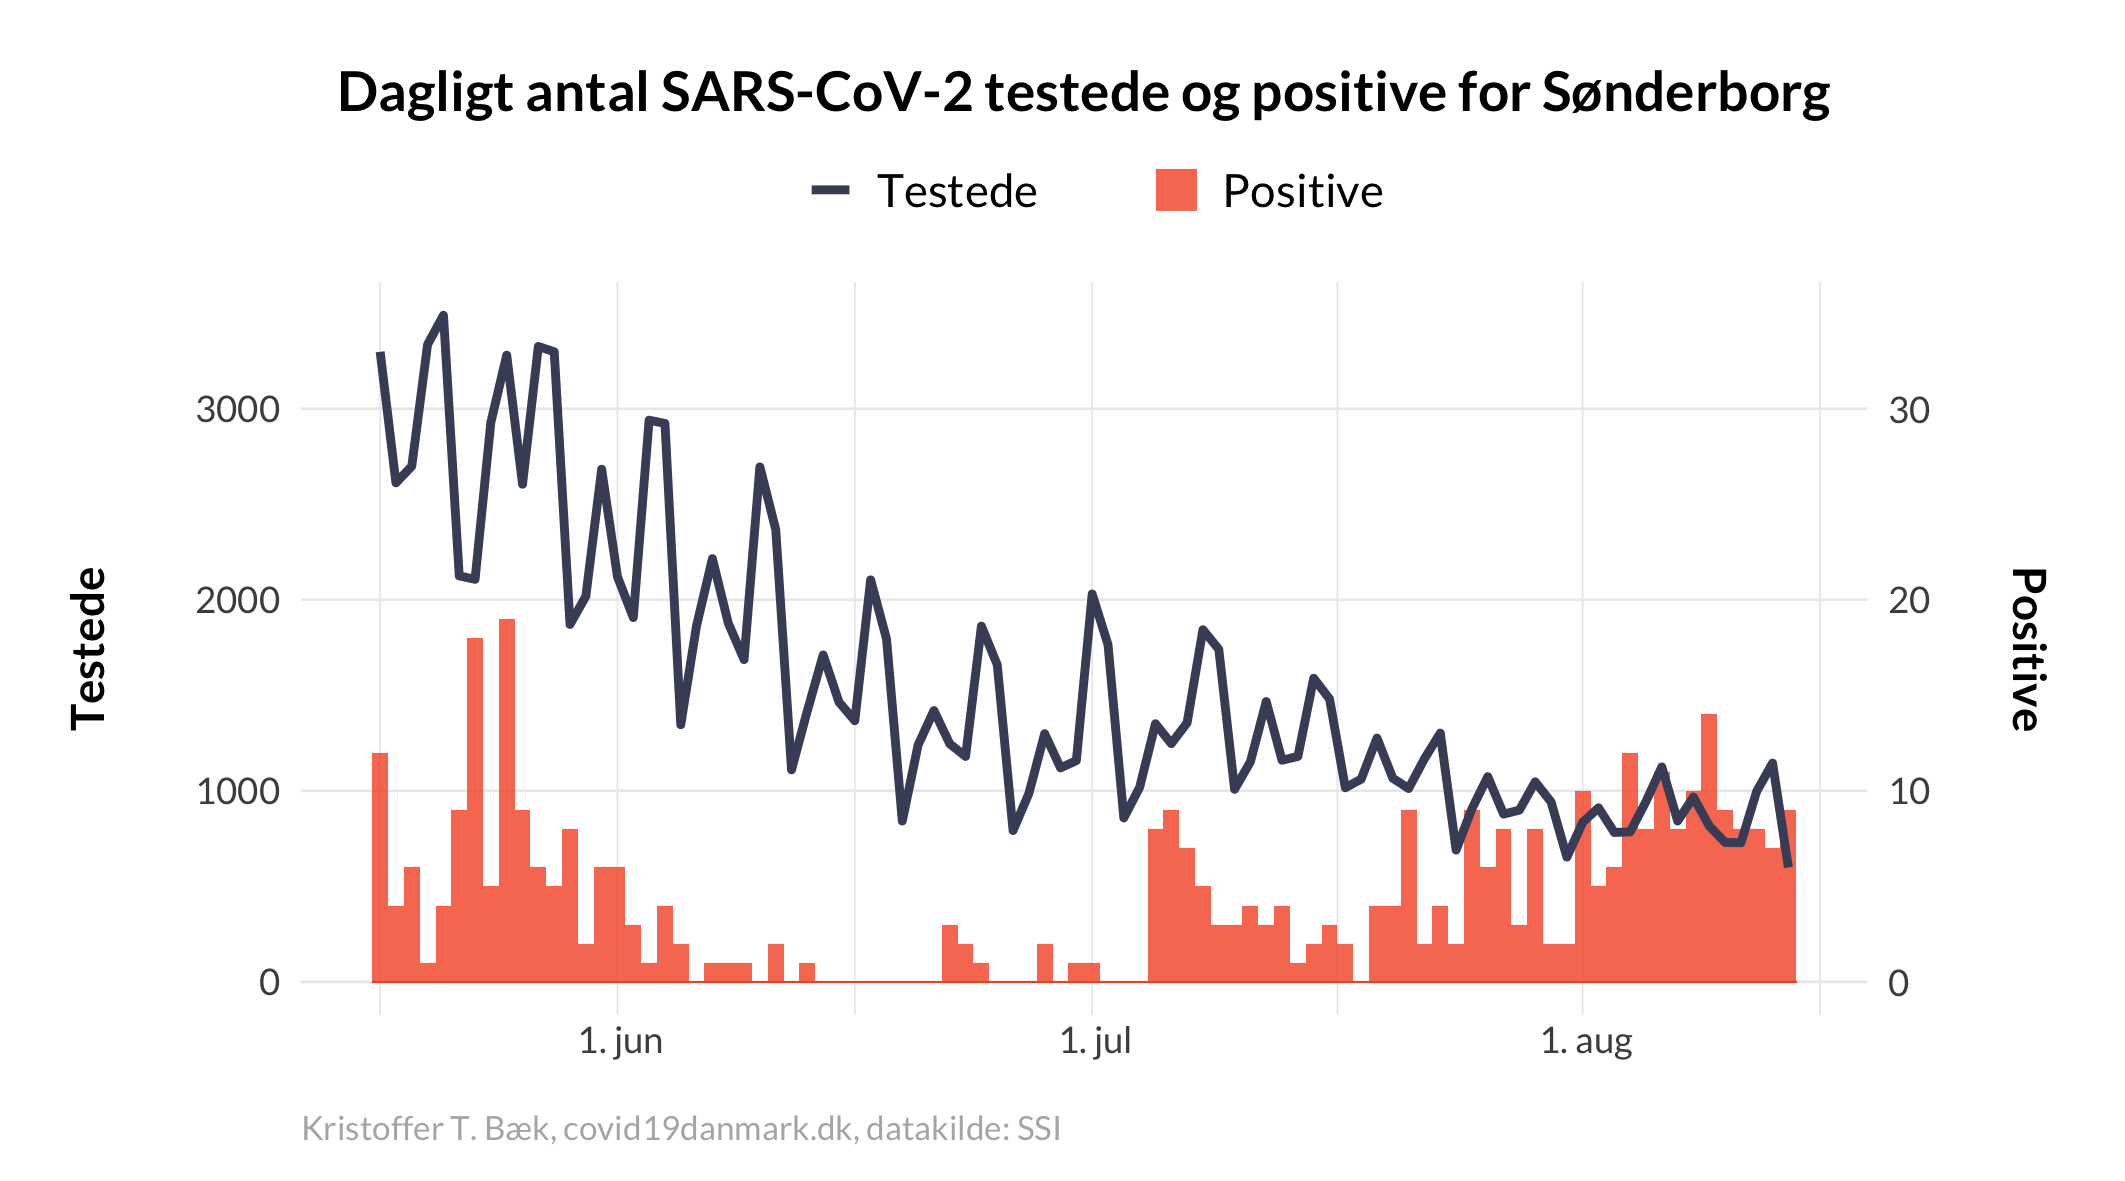 Dagligt antal SARS-CoV-2 testede og positive for Sønderborg
Testede
Positive
3000
2000
1000
0
Testede
30
20
10
0
Positive
1. jun
1. jul
1. aug
Kristoffer T. Bæk, covid19danmark.dk, datakilde: SSI